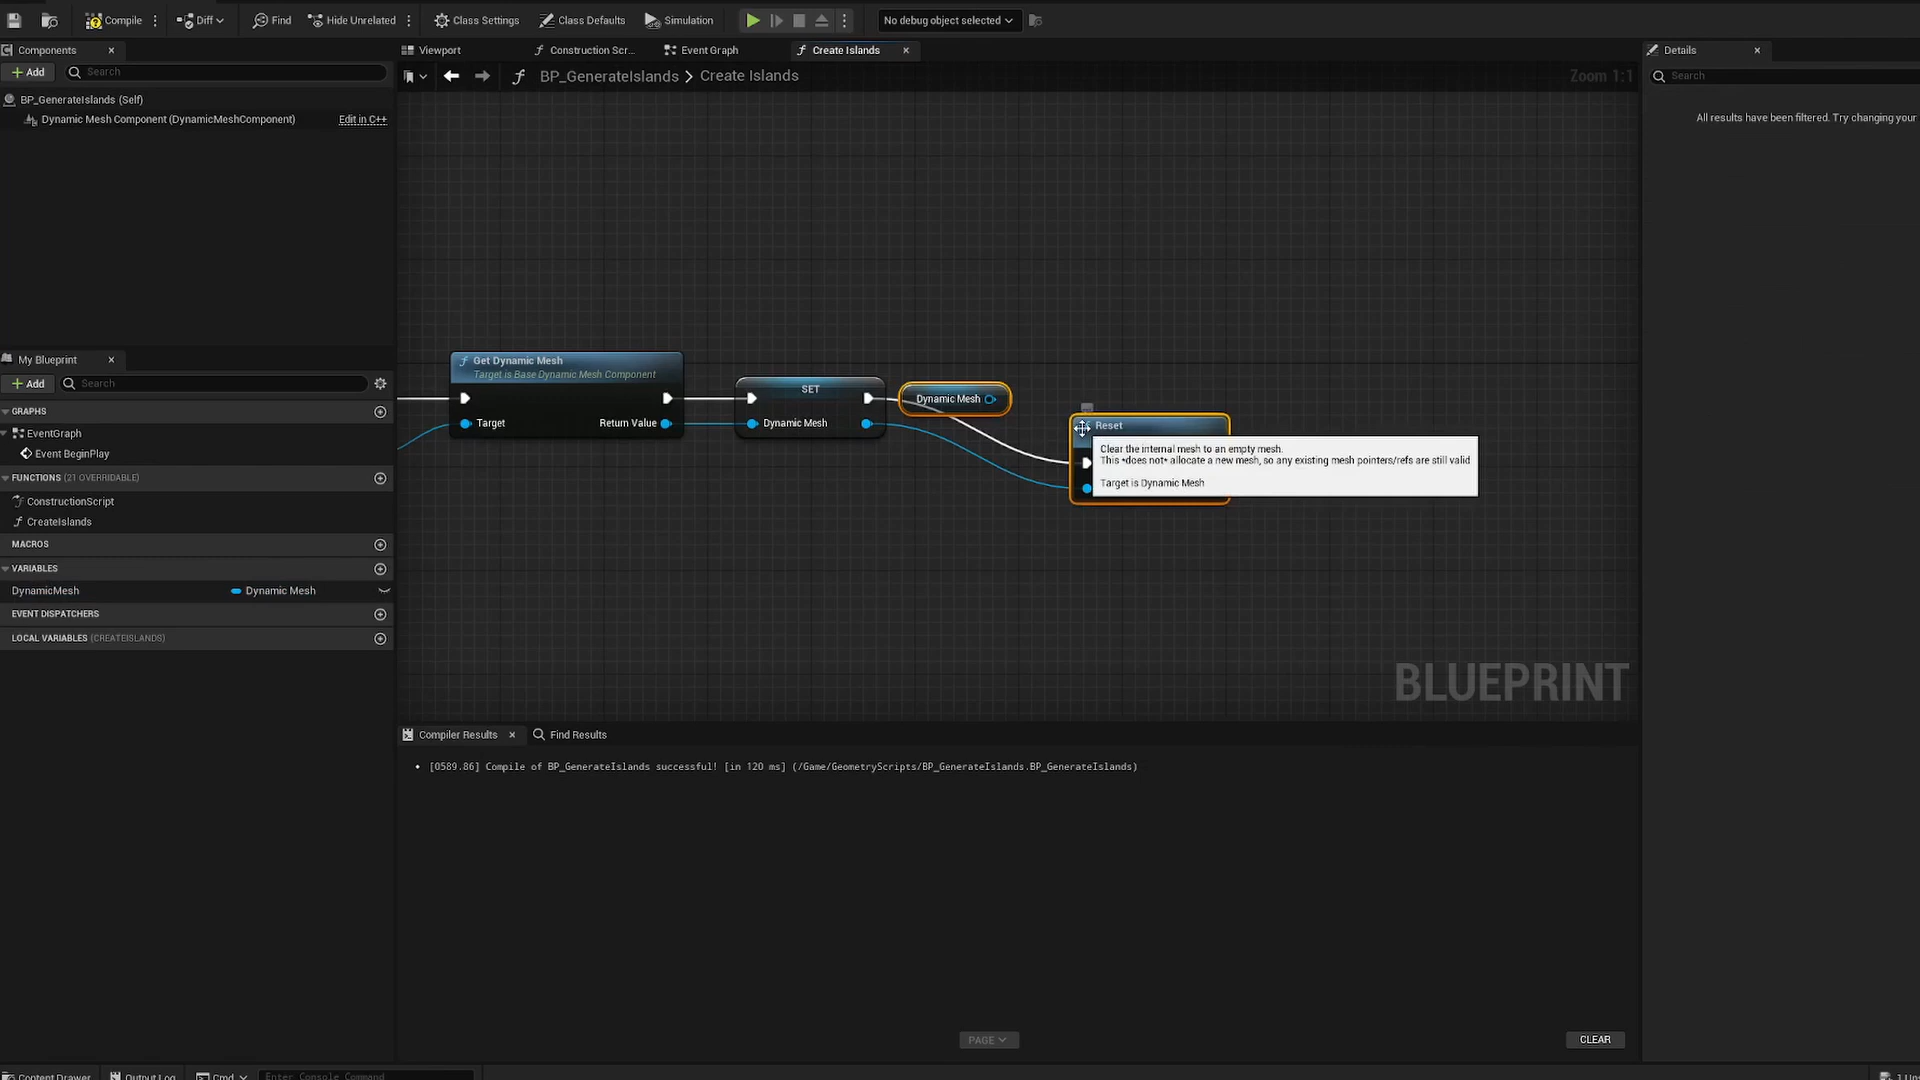 Compile
Diff
Find
Hide Unrelated
Class Settings
Class Defaults
Simulation
No debug object selected
Components
Viewport
Construction Scr...
Event Graph
Create Islands
Details
Add
Search
BP_GenerateIslands > Create Islands
Zoom 1:1
Search
BP_GenerateIslands (Self)
Dynamic Mesh Component (DynamicMeshComponent)
Edit in C++
All results have been filtered. Try changing your
My Blueprint
Add
Search
GRAPHS
EventGraph
Event BeginPlay
FUNCTIONS (21 OVERRIDABLE)
ConstructionScript
CreateIslands
MACROS
VARIABLES
DynamicMesh
Dynamic Mesh
EVENT DISPATCHERS
LOCAL VARIABLES (CREATEISLANDS)
Get Dynamic Mesh
Target is Base Dynamic Mesh Component
Target
Return Value
SET
Dynamic Mesh
Dynamic Mesh
Reset
Clear the internal mesh to an empty mesh.
This *does not* allocate a new mesh, so any existing mesh pointers/refs are still valid
Target is Dynamic Mesh
BLUEPRINT
Compiler Results
Find Results
[0589.86] Compile of BP_GenerateIslands successful! [in 120 ms] (/Game/GeometryScripts/BP_GenerateIslands.BP_GenerateIslands)
PAGE
CLEAR
Content Drawer
Output Log
Cmd
Enter Console Command